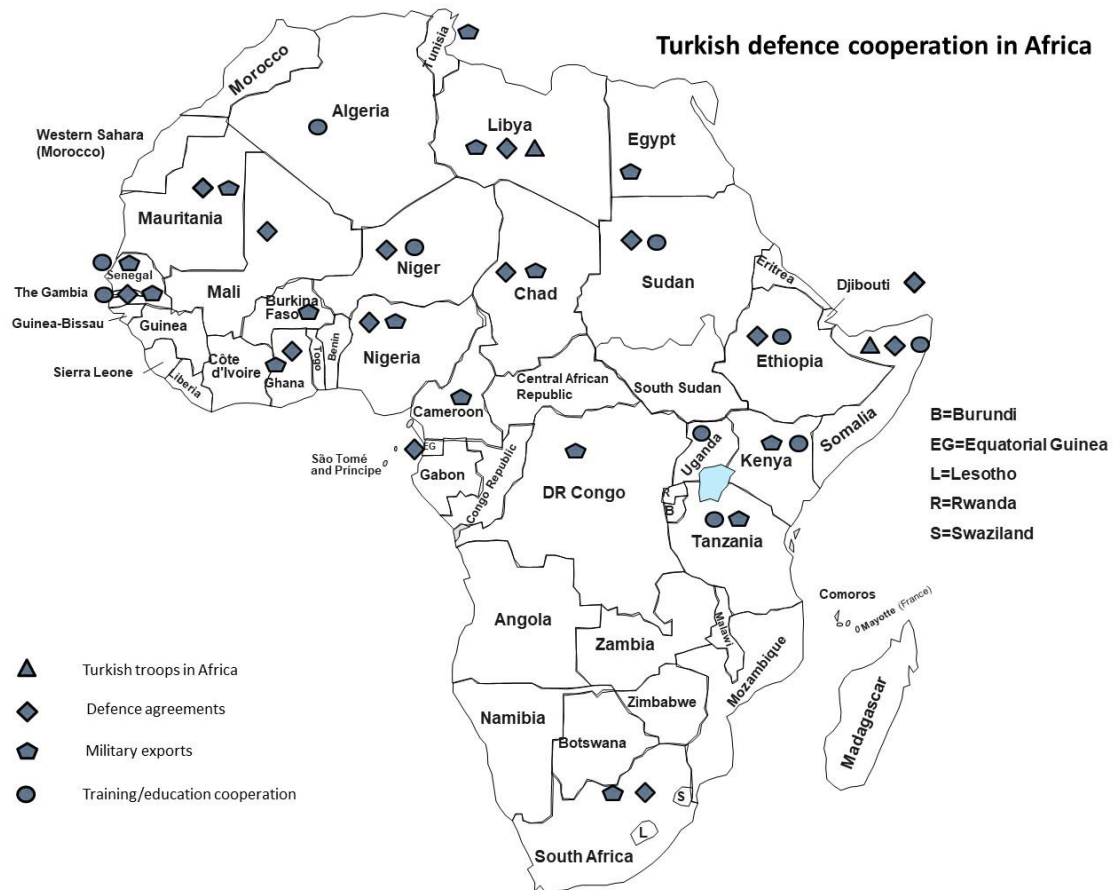 Turkish defence cooperation in Africa
Tunisia
Morocco
Algeria
Libya
Egypt
Western Sahara
(Morocco)
Mauritania
Niger
Chad
Sudan
Eritrea
Djibouti
Senegal
The Gambia
Mali
Burkina
Faso
Guinea-Bissau
Guinea
Sierra Leone
Liberia
Côte
d'Ivoire
Ghana
Togo
Benin
Nigeria
Ethiopia
Central African
Republic
South Sudan
Cameroon
Somalia
São Tomé
and Príncipe
EG
Gabon
Congo Republic
DR Congo
Uganda
Kenya
R
B
Tanzania
B=Burundi
EG=Equatorial Guinea
L=Lesotho
R=Rwanda
S=Swaziland
Comoros
Mayotte (France)
Angola
Zambia
Malawi
Mozambique
Zimbabwe
Namibia
Botswana
Madagascar
S
L
South Africa
Turkish troops in Africa
Defence agreements
Military exports
Training/education cooperation